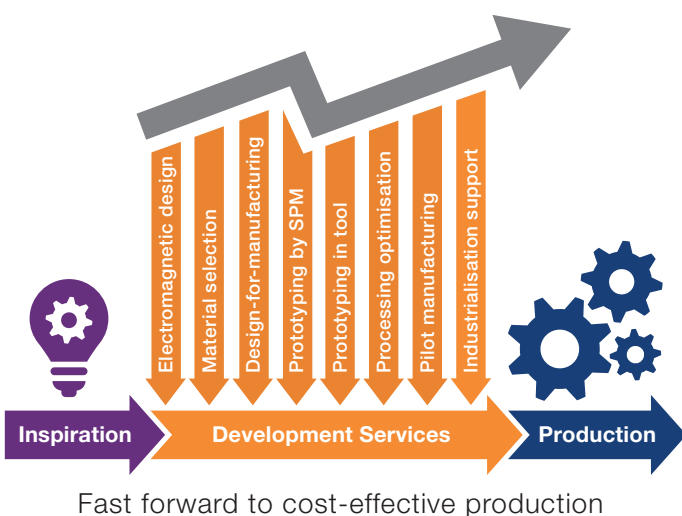 Electromagnetic design
Material selection
Design-for-manufacturing
Prototyping by SPM
Prototyping in tool
Processing optimisation
Pilot manufacturing
Industrialisation support
Inspiration
Development Services
Production
Fast forward to cost-effective production